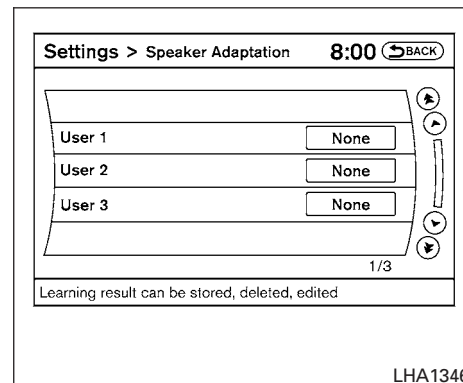 Settings > Speaker Adaptation 8:00 BACK
User 1 None
User 2 None
User 3 None
1/3
Learning result can be stored, deleted, edited
LHA1346